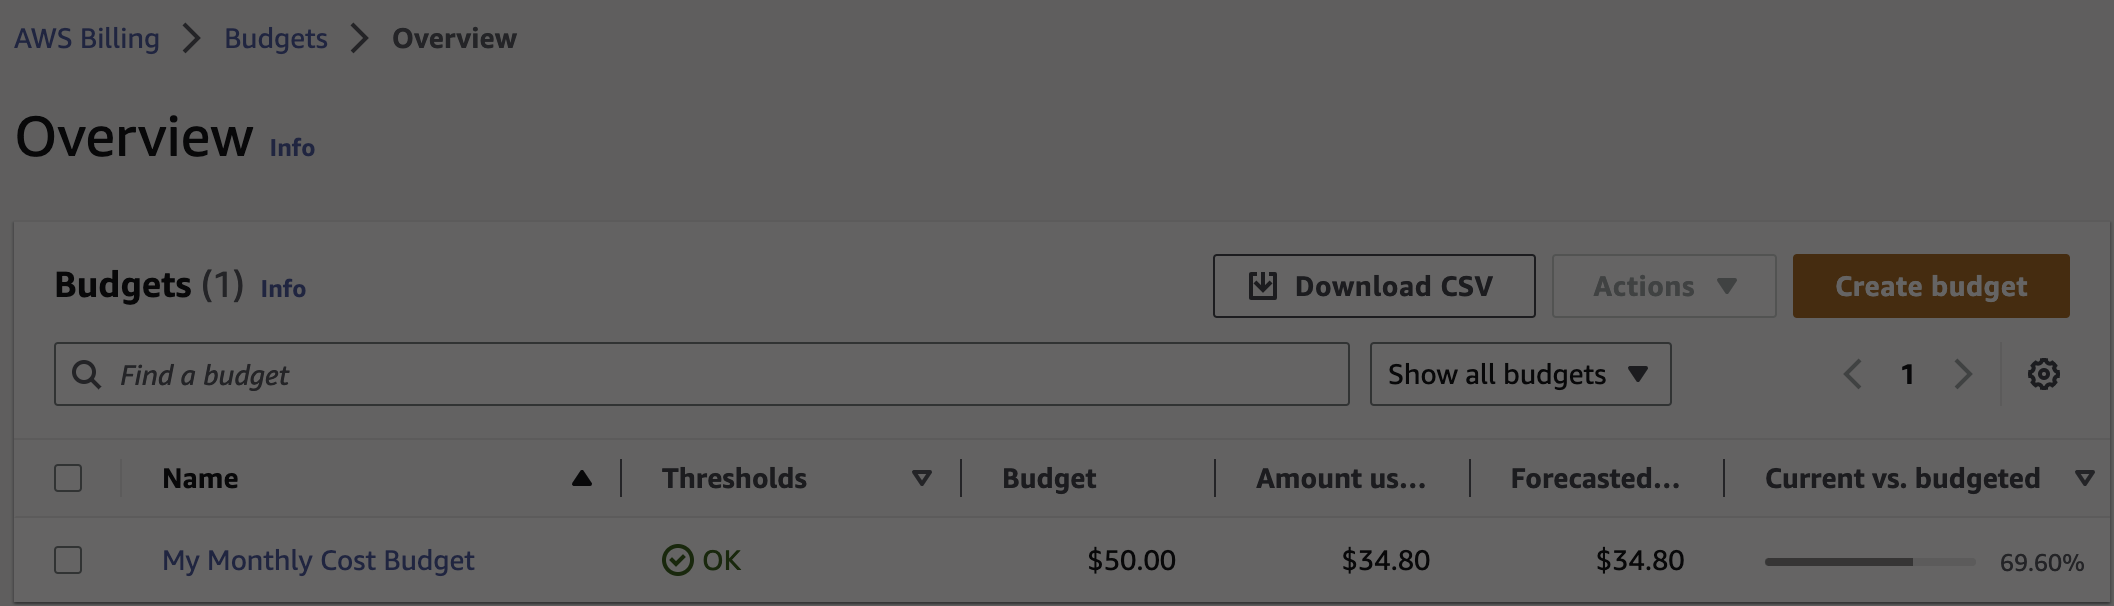 AWS Billing > Budgets > Overview
Overview Info
Budgets (1) Info Download CSV Actions Create budget
Find a budget Show all budgets 1
Name Thresholds Budget Amount us... Forecasted... Current vs. budgeted
My Monthly Cost Budget OK $50.00 $34.80 $34.80 69.60%